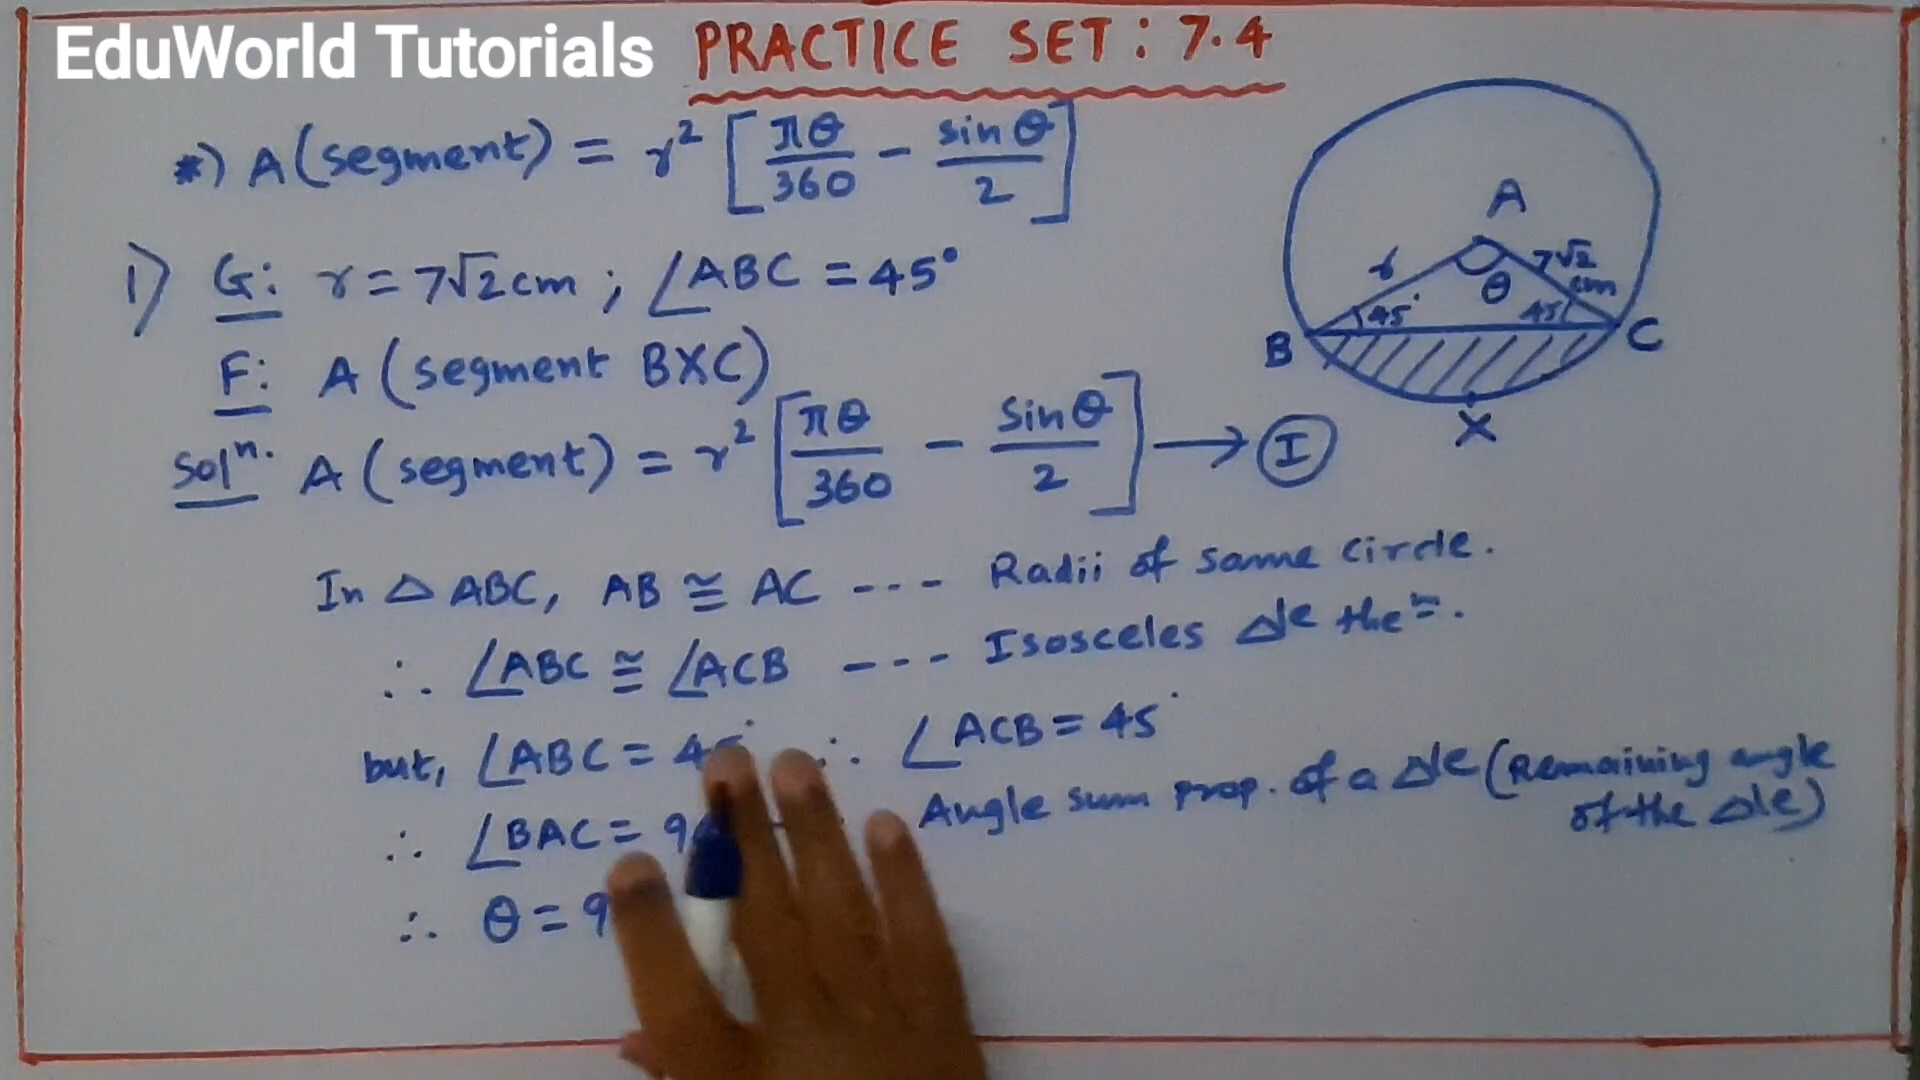 EduWorld Tutorials PRACTICE SET : 7.4
*) A(segment) = r² [πθ/360 - sin θ/2]
1) G: r = 7√2 cm ; ∠ABC = 45°
F: A (segment BXC)
Solⁿ. A (segment) = r² [πθ/360 - sinθ/2] → I
In △ ABC, AB ≅ AC --- Radii of same circle.
∴ ∠ABC ≅ ∠ACB --- Isosceles △le theᵐ.
but, ∠ABC = 45° ∴ ∠ACB = 45°
∴ ∠BAC = 9 Angle sum prop. of a △le (Remaining angle
of the △le)
∴ θ = 9
A
r
7√2
cm
θ
45°
45
B
C
X